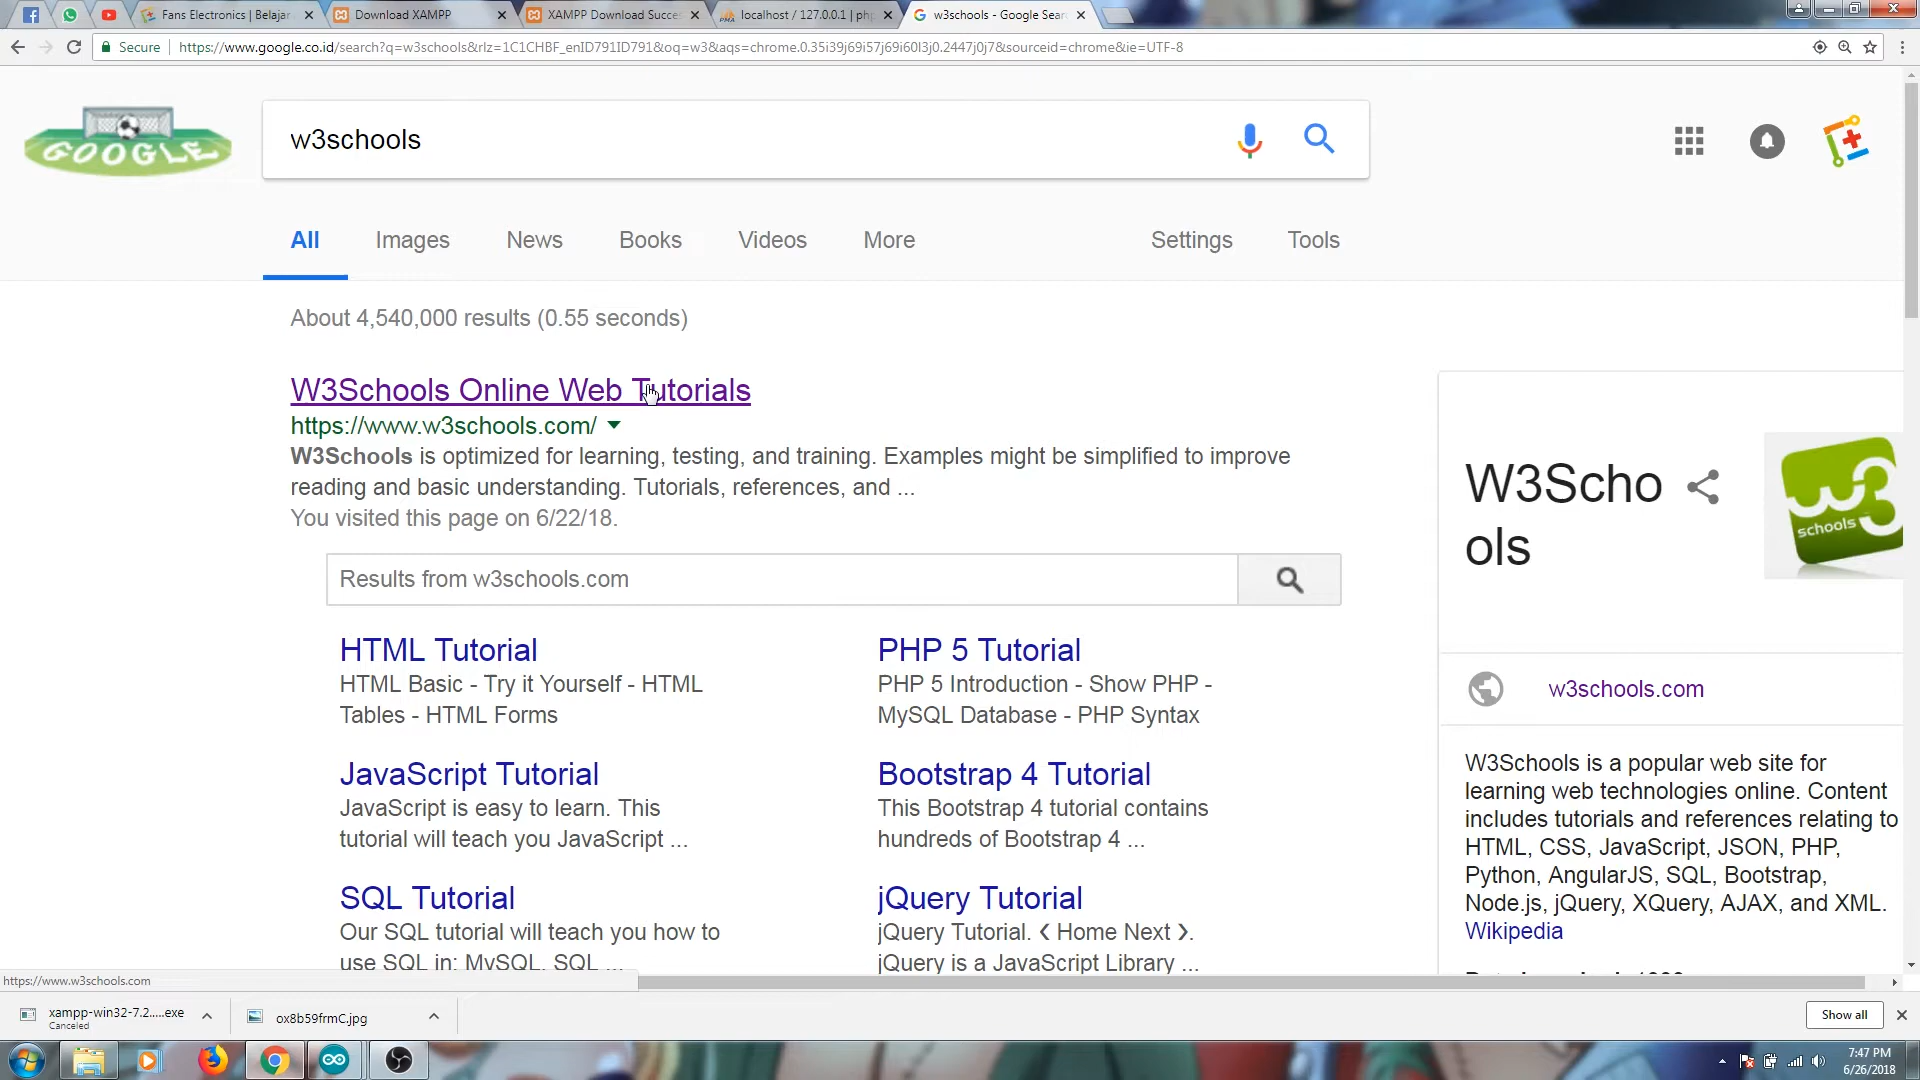 Fans Electronics | Belajar
Download XAMPP
XAMPP Download Succe
localhost / 127.0.0.1 | ph
w3schools - Google Sear
Secure
https://www.google.co.id/search?q=w3schools&rlz=1C1CHBF_enID791ID791&oq=w3&aqs=chrome.0.35i39j69i57j69i60l3j0.2447j0j7&sourceid=chrome&ie=UTF-8
GOOGLE
w3schools
All
Images
News
Books
Videos
More
Settings
Tools
About 4,540,000 results (0.55 seconds)
W3Schools Online Web Tutorials
https://www.w3schools.com/
W3Schools is optimized for learning, testing, and training. Examples might be simplified to improve
reading and basic understanding. Tutorials, references, and ...
You visited this page on 6/22/18.
Results from w3schools.com
HTML Tutorial
HTML Basic - Try it Yourself - HTML
Tables - HTML Forms
PHP 5 Tutorial
PHP 5 Introduction - Show PHP -
MySQL Database - PHP Syntax
JavaScript Tutorial
JavaScript is easy to learn. This
tutorial will teach you JavaScript ...
Bootstrap 4 Tutorial
This Bootstrap 4 tutorial contains
hundreds of Bootstrap 4 ...
SQL Tutorial
Our SQL tutorial will teach you how to
use SQL in: MySQL, SQL ...
jQuery Tutorial
jQuery Tutorial. ❮ Home Next ❯.
jQuery is a JavaScript Library ...
W3Scho
ols
w3
schools
w3schools.com
W3Schools is a popular web site for
learning web technologies online. Content
includes tutorials and references relating to
HTML, CSS, JavaScript, JSON, PHP,
Python, AngularJS, SQL, Bootstrap,
Node.js, jQuery, XQuery, AJAX, and XML.
Wikipedia
https://www.w3schools.com
xampp-win32-7.2.....exe
Canceled
ox8b59frmC.jpg
Show all
7:47 PM
6/26/2018